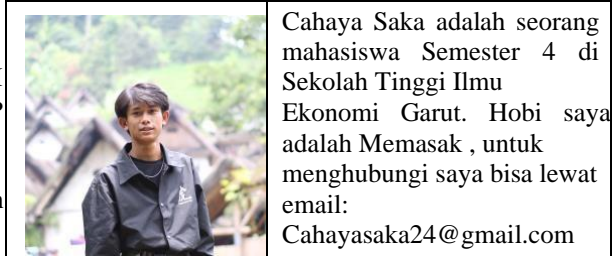 Cahaya Saka adalah seorang
mahasiswa Semester 4 di
Sekolah Tinggi Ilmu
Ekonomi Garut. Hobi saya
adalah Memasak , untuk
menghubungi saya bisa lewat
email:
Cahayasaka24@gmail.com